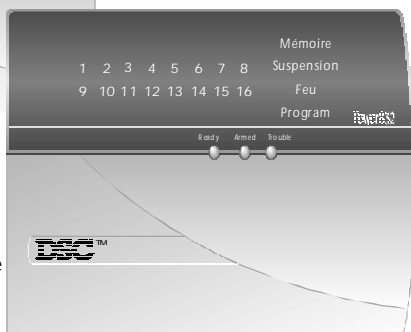 Mémoire
1 2 3 4 5 6 7 8 Suspension
9 10 11 12 13 14 15 16 Feu
Program
Ready Armed Trouble
DSC™
e